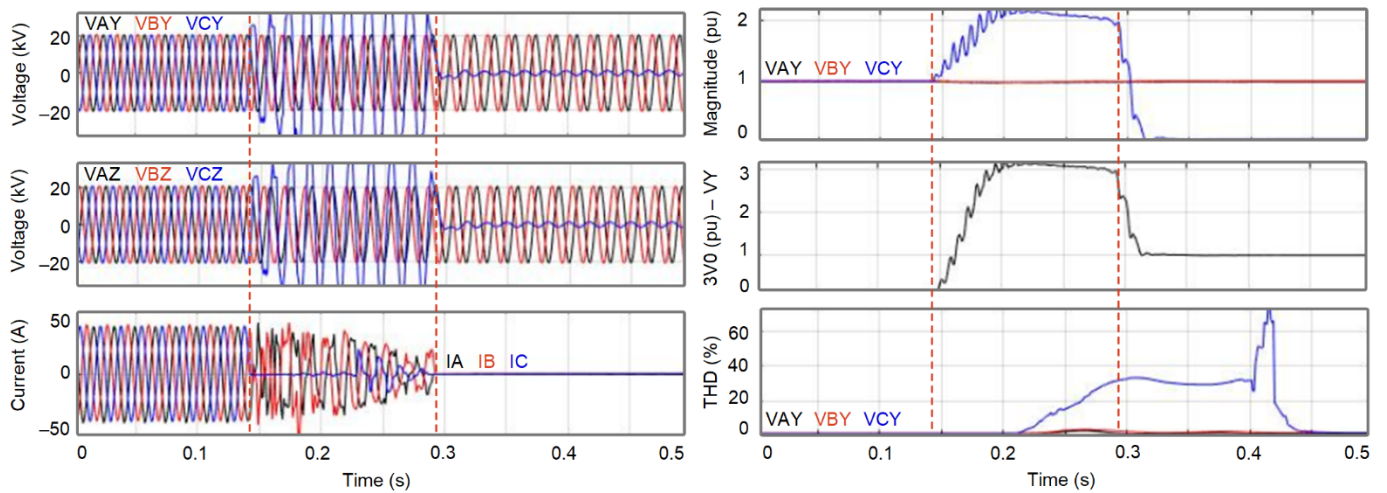 VAY VBY VCY
Voltage (kV)
20
0
–20
VAZ VBZ VCZ
Voltage (kV)
20
0
–20
Current (A)
50
0
–50
IA IB IC
0 0.1 0.2 0.3 0.4 0.5
Time (s)
Magnitude (pu)
2
1
0
VAY VBY VCY
3V0 (pu) – VY
3
2
1
0
THD (%)
60
40
20
0
VAY VBY VCY
0 0.1 0.2 0.3 0.4 0.5
Time (s)